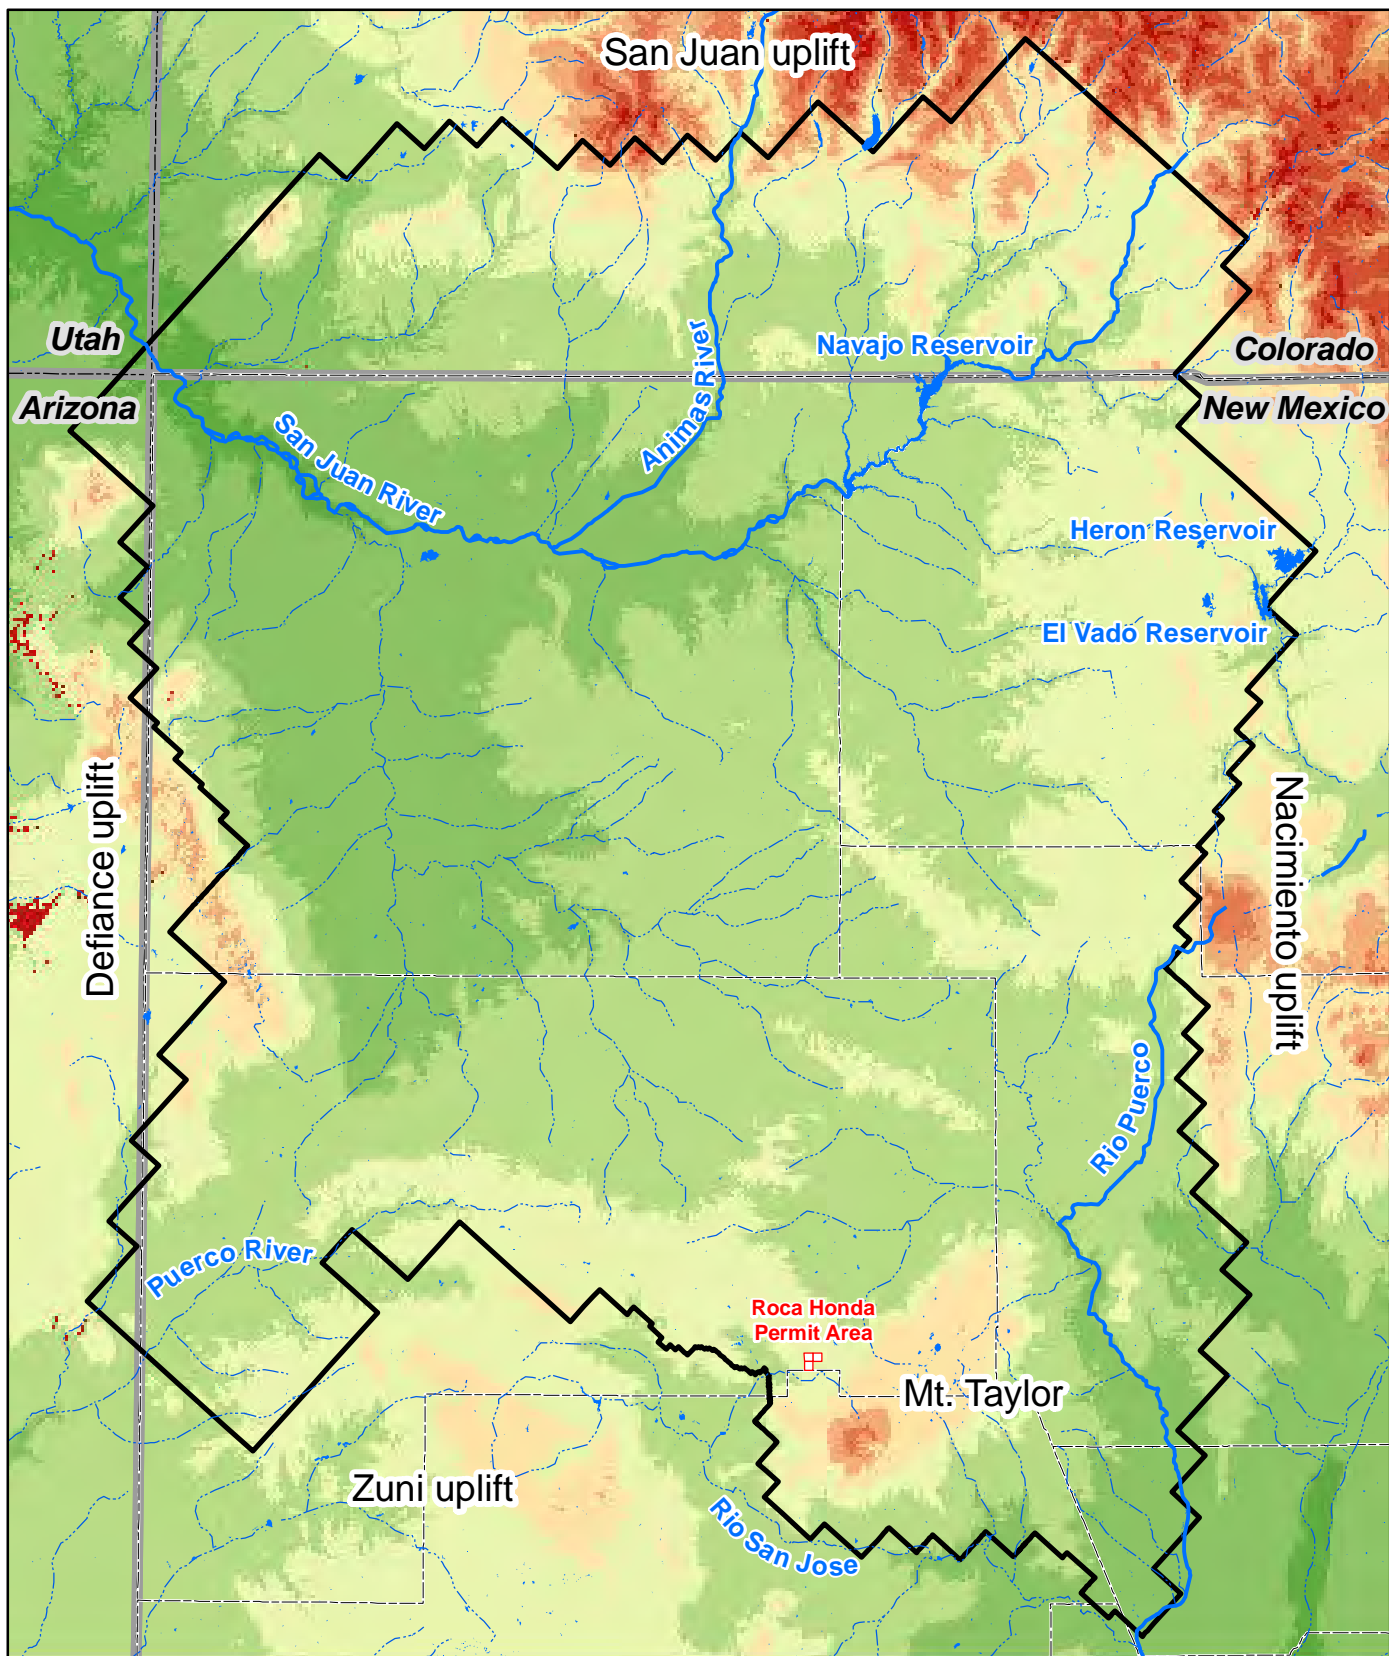 San Juan uplift
Utah
Colorado
Arizona
New Mexico
Navajo Reservoir
Animas River
San Juan River
Heron Reservoir
El Vado Reservoir
Defiance uplift
Nacimiento uplift
Rio Puerco
Puerco River
Roca Honda
Permit Area
Mt. Taylor
Zuni uplift
Rio San Jose